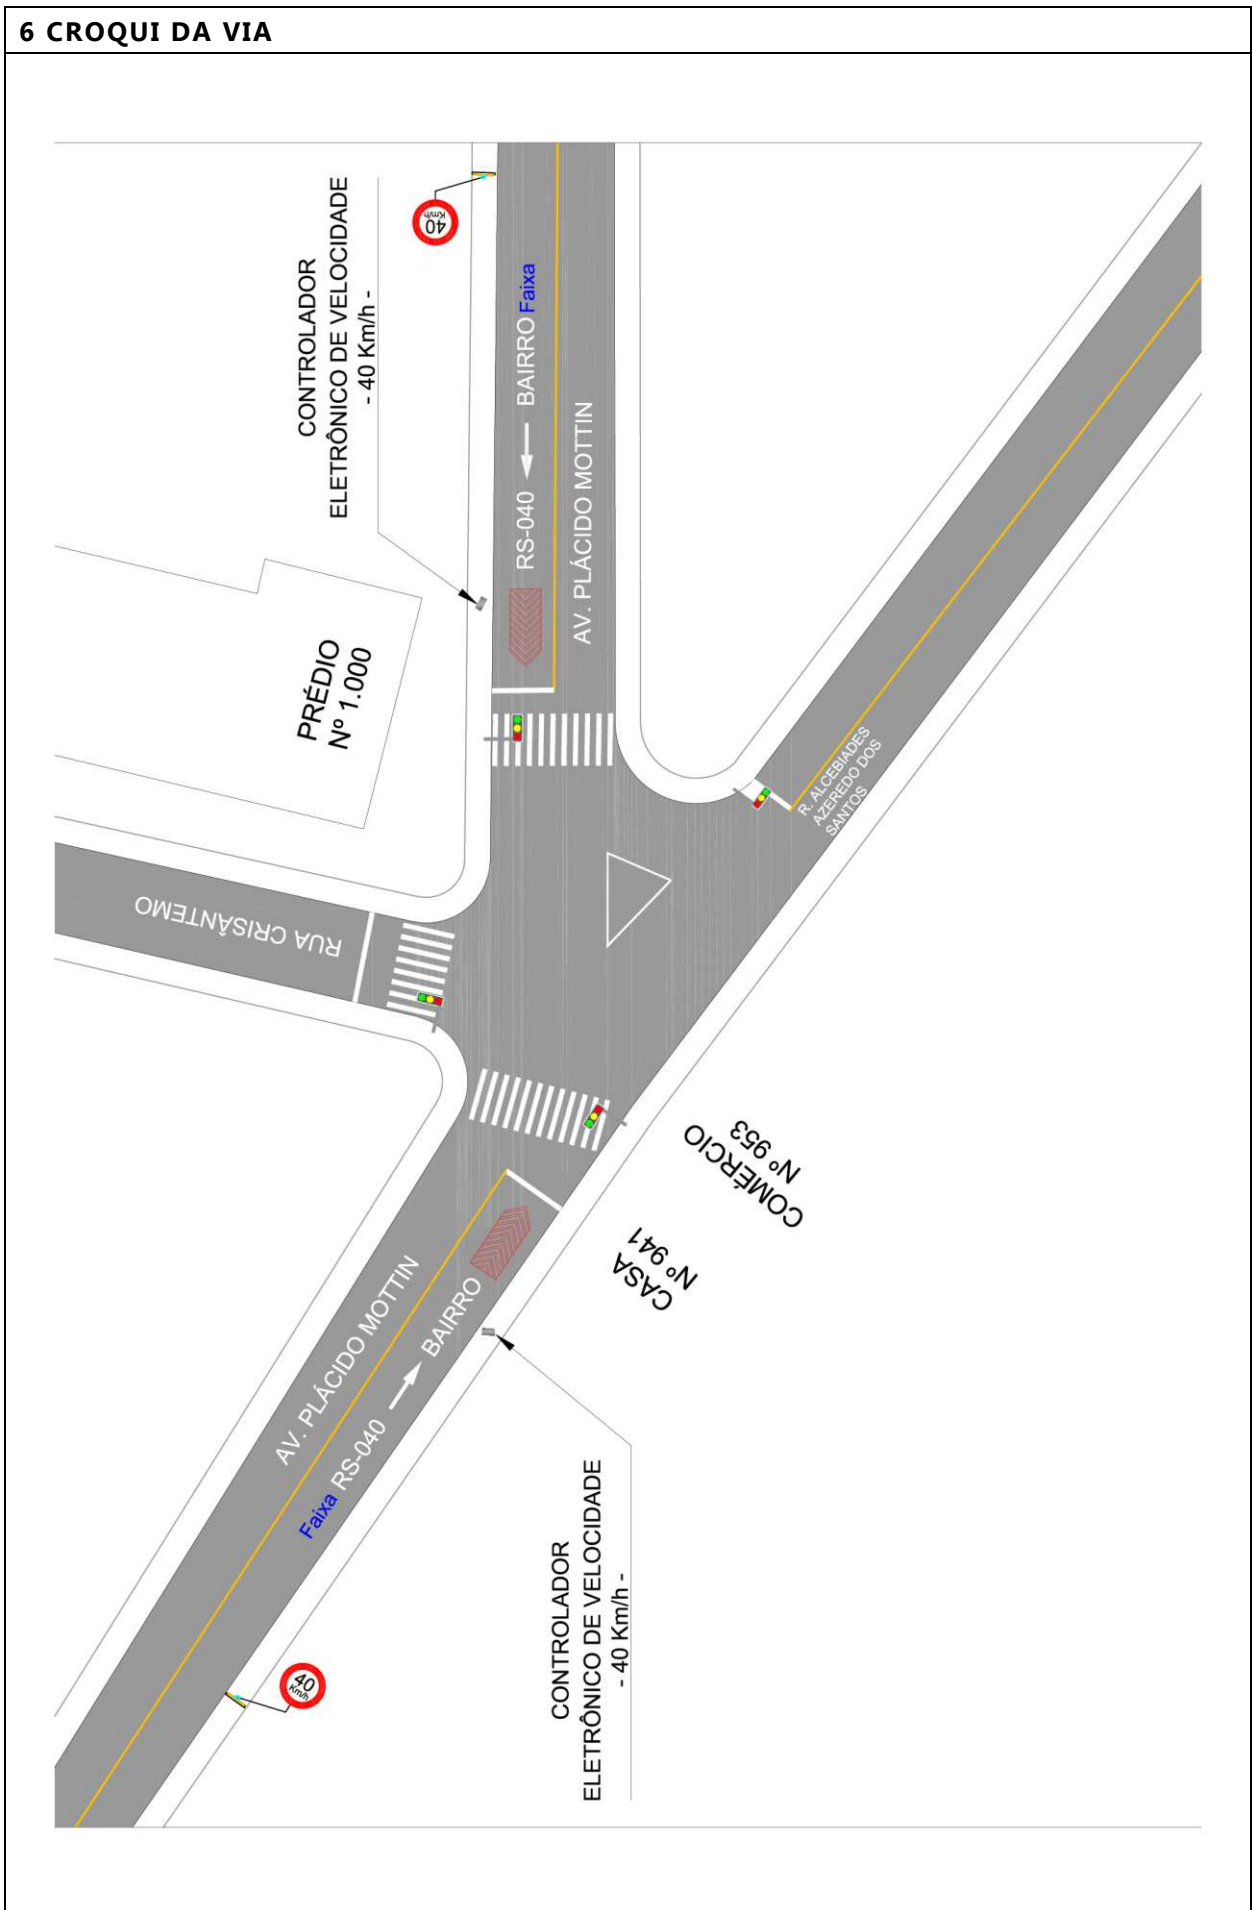 6 CROQUI DA VIA
CONTROLADOR
ELETRÔNICO DE VELOCIDADE
- 40 Km/h -
40
Km/h
RS-040
BAIRRO
Faixa
AV. PLÁCIDO MOTTIN
PRÉDIO
Nº 1.000
R. ALCEBIADES
AZEREDO DOS
SANTOS
RUA CRISÂNTEMO
COMÉRCIO
Nº 953
CASA
Nº 941
AV. PLÁCIDO MOTTIN
Faixa
RS-040
BAIRRO
CONTROLADOR
ELETRÔNICO DE VELOCIDADE
- 40 Km/h -
40
Km/h